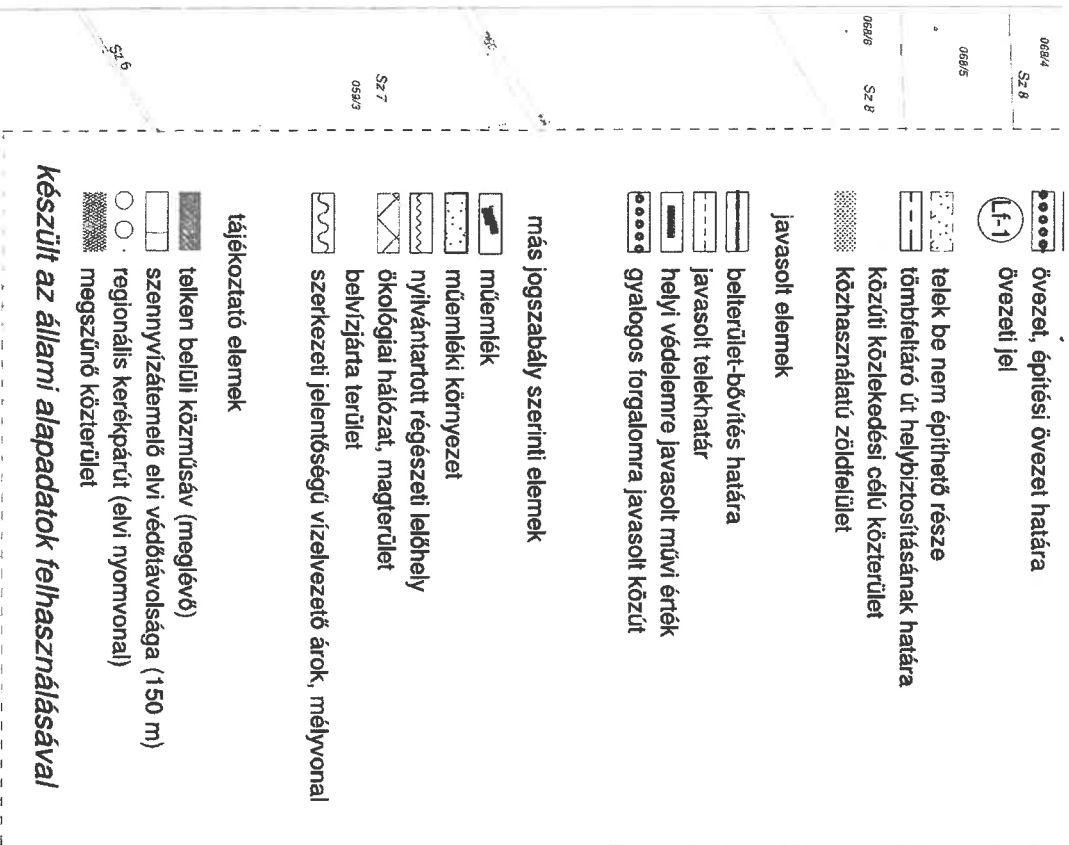 övezet, építési övezet határa
Lf-1 övezeti jel
telek be nem építhető része
tömbfeltáró út helybiztosításának határa
közúti közlekedési célú közterület
közhasználatú zöldfelület
javasolt elemek
belterület-bővítés határa
javasolt telekhatár
helyi védelemre javasolt művi érték
gyalogos forgalomra javasolt közút
más jogszabály szerinti elemek
műemlék
műemléki környezet
nyilvántartott régészeti lelőhely
ökológiai hálózat, magterület
belvízjárta terület
szerkezeti jelentőségű vízelvezető árok, mélyvonal
tájékoztató elemek
telken belüli közműsáv (meglévő)
szennyvízátemelő elvi védőtávolsága (150 m)
regionális kerékpárút (elvi nyomvonal)
megszűnő közterület
készült az állami alapadatok felhasználásával
068/4
Sz 8
068/5
068/6
Sz 8
Sz 7
059/3
Sz 6